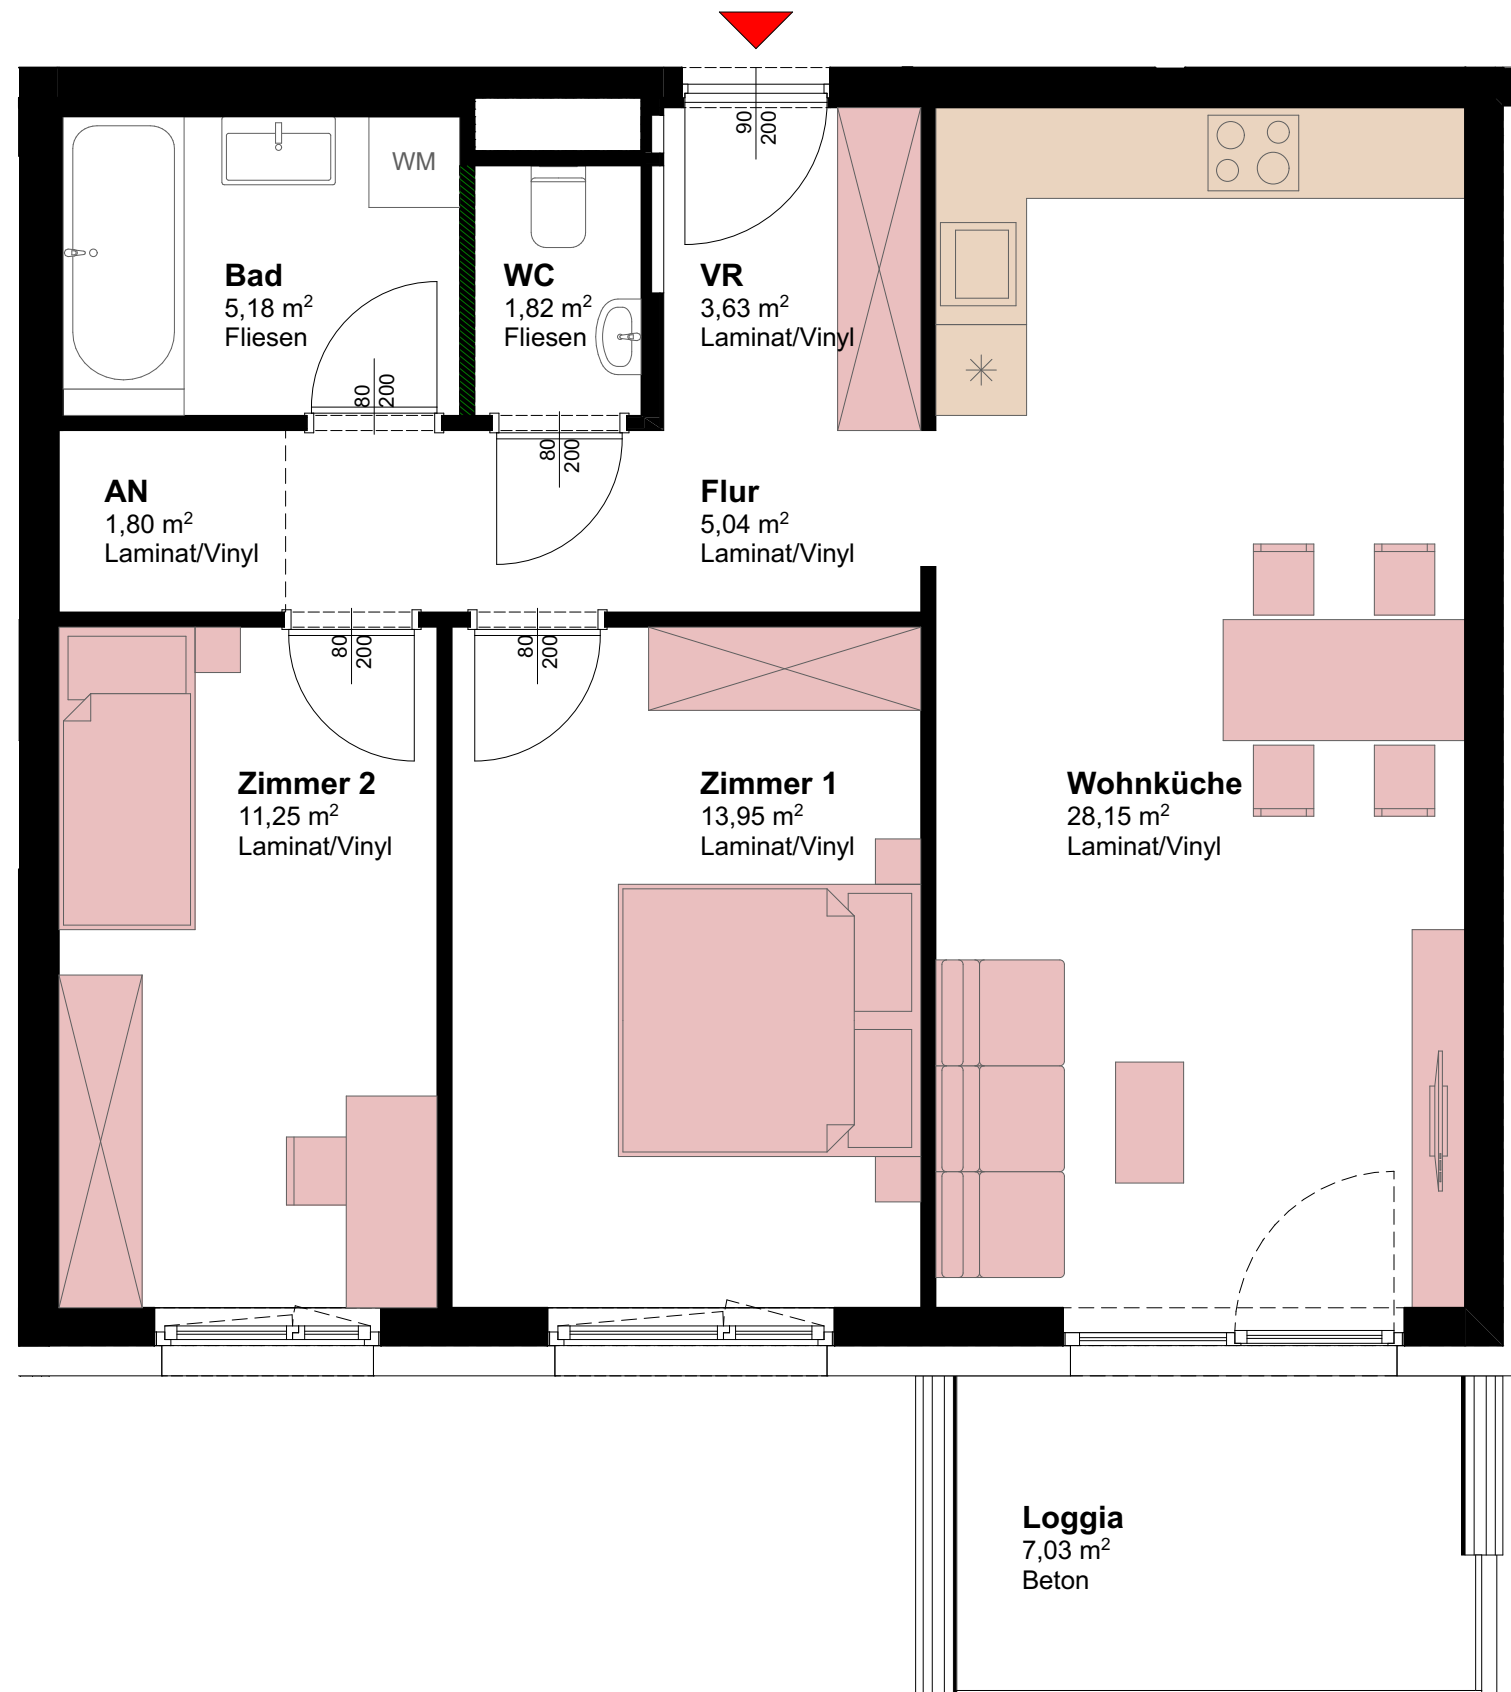 90
200
WM
Bad
5,18 m²
Fliesen
WC
1,82 m²
Fliesen
VR
3,63 m²
Laminat/Vinyl
80
200
80
200
AN
1,80 m²
Laminat/Vinyl
Flur
5,04 m²
Laminat/Vinyl
80
200
80
200
Zimmer 2
11,25 m²
Laminat/Vinyl
Zimmer 1
13,95 m²
Laminat/Vinyl
Wohnküche
28,15 m²
Laminat/Vinyl
Loggia
7,03 m²
Beton